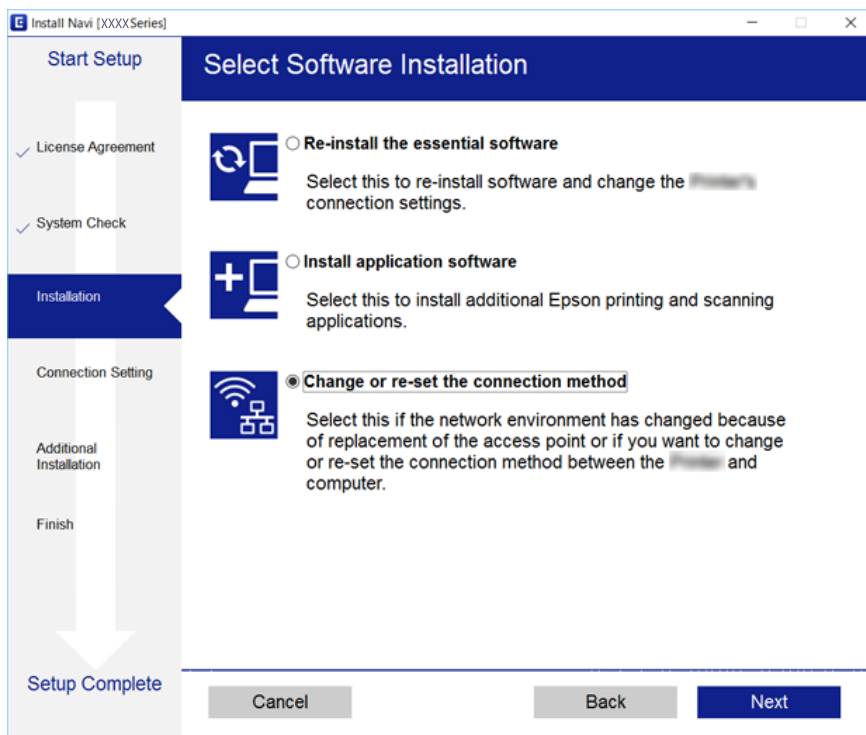 E Install Navi [XXXX Series]
Start Setup
License Agreement
System Check
Installation
Connection Setting
Additional
Installation
Finish
Setup Complete
Select Software Installation
Re-install the essential software
Select this to re-install software and change the
connection settings.
Install application software
Select this to install additional Epson printing and scanning
applications.
Change or re-set the connection method
Select this if the network environment has changed because
of replacement of the access point or if you want to change
or re-set the connection method between the and
computer.
Cancel
Back
Next